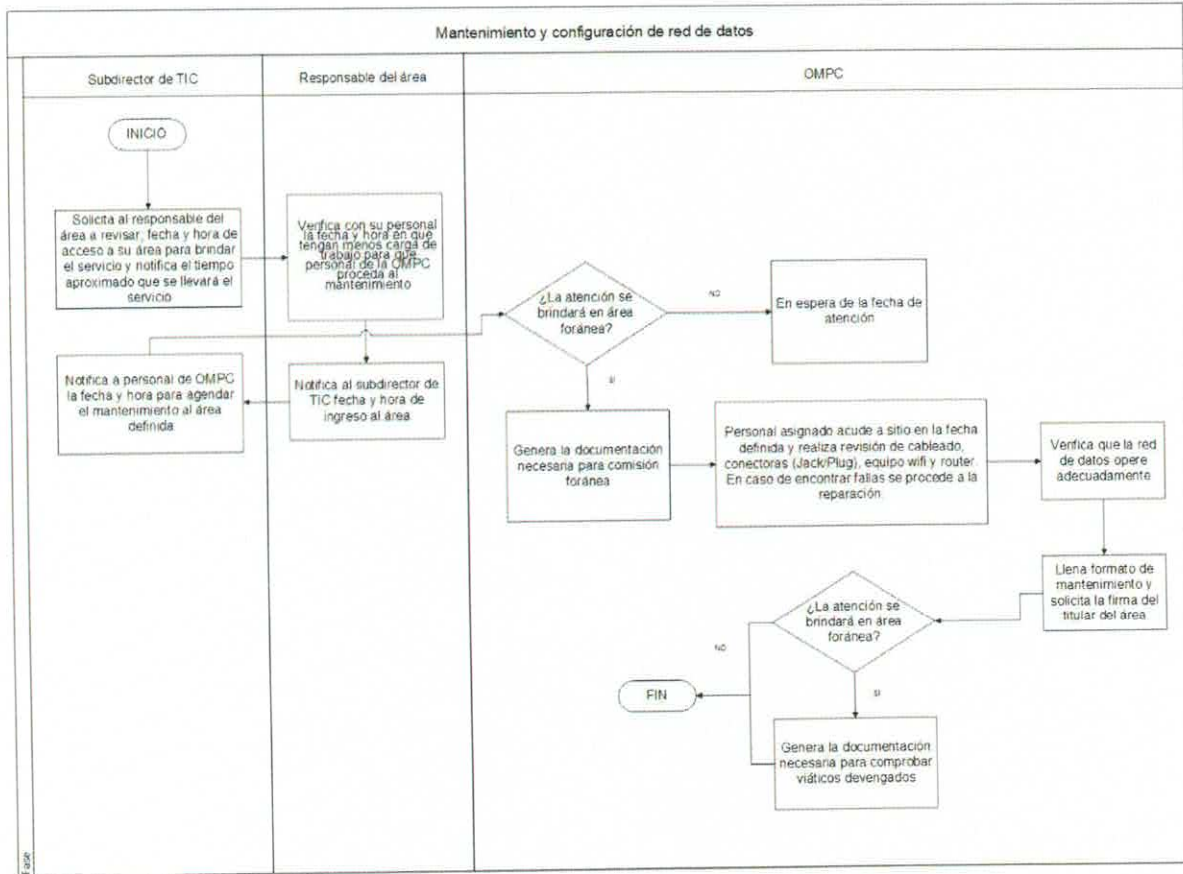 Mantenimiento y configuración de red de datos
Subdirector de TIC
Responsable del área
OMPC
INICIO
Solicita al responsable del
área a revisar, fecha y hora de
acceso a su área para brindar
el servicio y notifica el tiempo
aproximado que se llevará el
servicio
Verifica con su personal
la fecha y hora en que
tengan menos carga de
trabajo para que
personal de la OMPC
proceda al
mantenimiento
¿La atención se
brindará en área
foránea?
NO
En espera de la fecha de
atención
SI
Notifica a personal de OMPC
la fecha y hora para agendar
el mantenimiento al área
definida
Notifica al subdirector de
TIC fecha y hora de
ingreso al área
Genera la documentación
necesaria para comisión
foránea
Personal asignado acude a sitio en la fecha
definida y realiza revisión de cableado,
conectoras (Jack/Plug), equipo wifi y router.
En caso de encontrar fallas se procede a la
reparación
Verifica que la red
de datos opere
adecuadamente
Llena formato de
mantenimiento y
solicita la firma del
titular del área
¿La atención se
brindará en área
foránea?
NO
SI
FIN
Genera la documentación
necesaria para comprobar
viáticos devengados
Fase